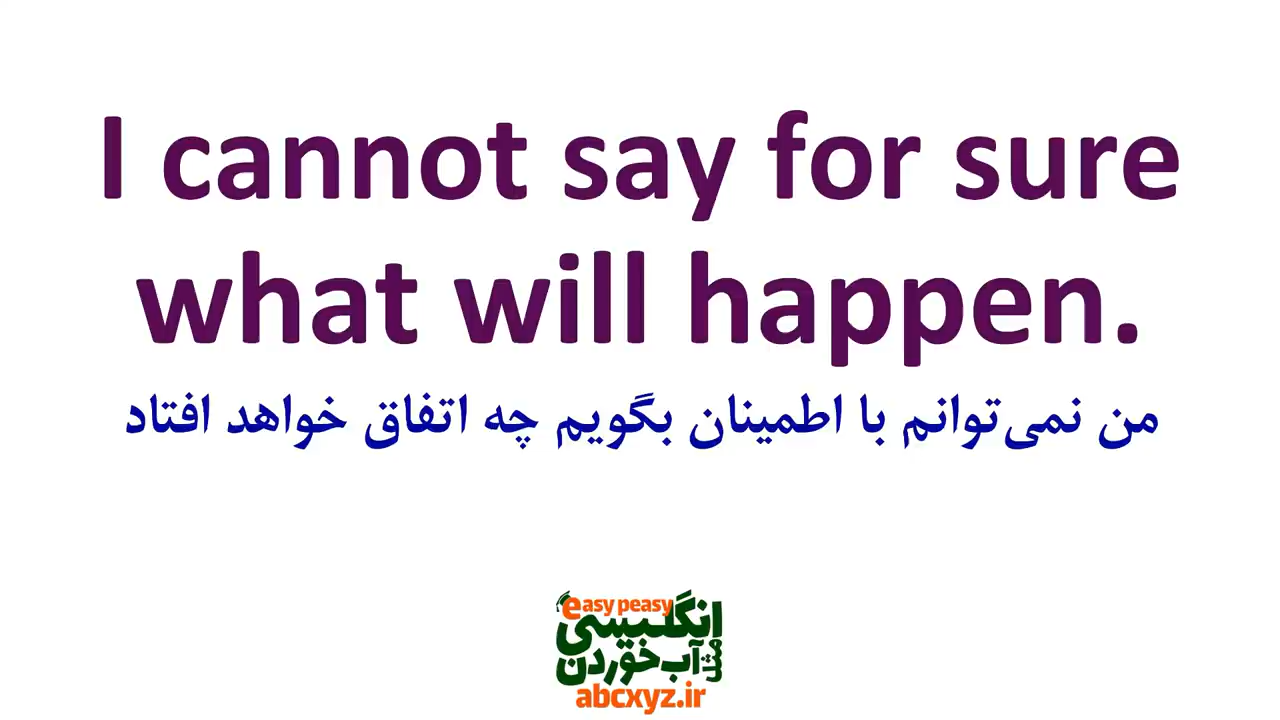 I cannot say for sure
what will happen.
من نمی‌توانم با اطمینان بگویم چه اتفاق خواهد افتاد
easy peasy
انگلیسی
مثل آب خوردن
abcxyz.ir